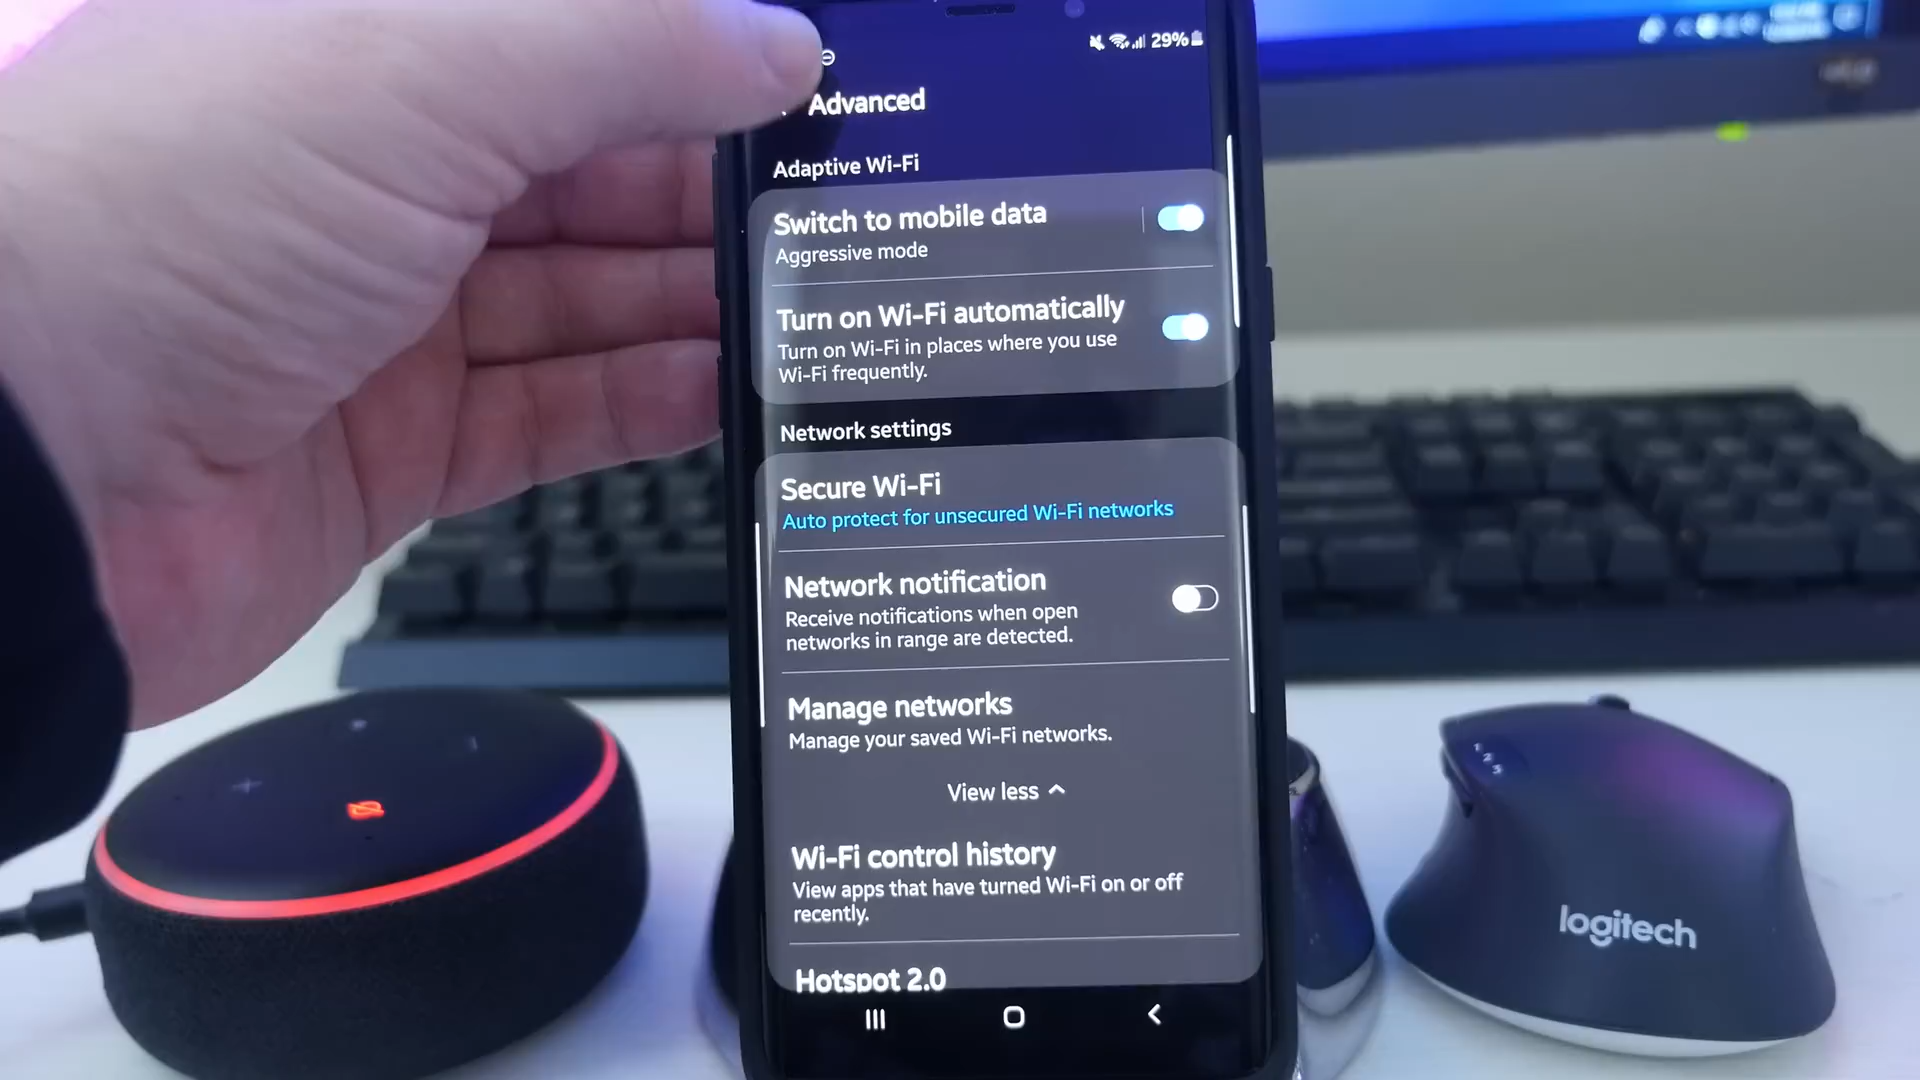 29%
Advanced
Adaptive Wi-Fi
Switch to mobile data
Aggressive mode
Turn on Wi-Fi automatically
Turn on Wi-Fi in places where you use
Wi-Fi frequently.
Network settings
Secure Wi-Fi
Auto protect for unsecured Wi-Fi networks
Network notification
Receive notifications when open
networks in range are detected.
Manage networks
Manage your saved Wi-Fi networks.
View less
Wi-Fi control history
View apps that have turned Wi-Fi on or off
recently.
Hotspot 2.0
logitech